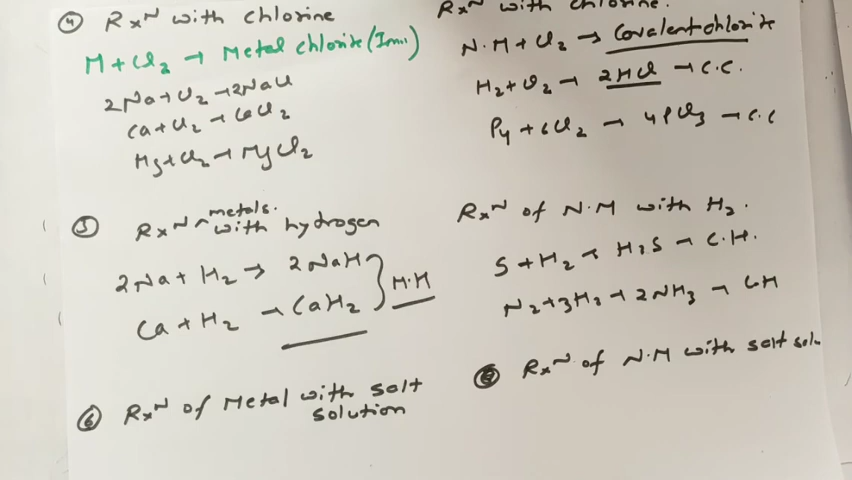 ④ Rxᴺ with chlorine
M + Cl₂ → Metal chloride (Ionic)
2Na + Cl₂ → 2NaCl
Ca + Cl₂ → CaCl₂
Mg + Cl₂ → MgCl₂
⑤ Rxᴺ metals with hydrogen
2Na + H₂ → 2NaH
Ca + H₂ → CaH₂
M.H
⑥ Rxᴺ of Metal with salt
solution
Rxᴺ with chlorine.
N.M + Cl₂ → Covalent chloride
H₂ + Cl₂ → 2HCl → C.C.
P₄ + 6Cl₂ → 4PCl₃ → C.C
Rxᴺ of N.M with H₂.
S + H₂ → H₂S → C.H.
N₂ + 3H₂ → 2NH₃ → CH
Rxᴺ of N.M with salt solu